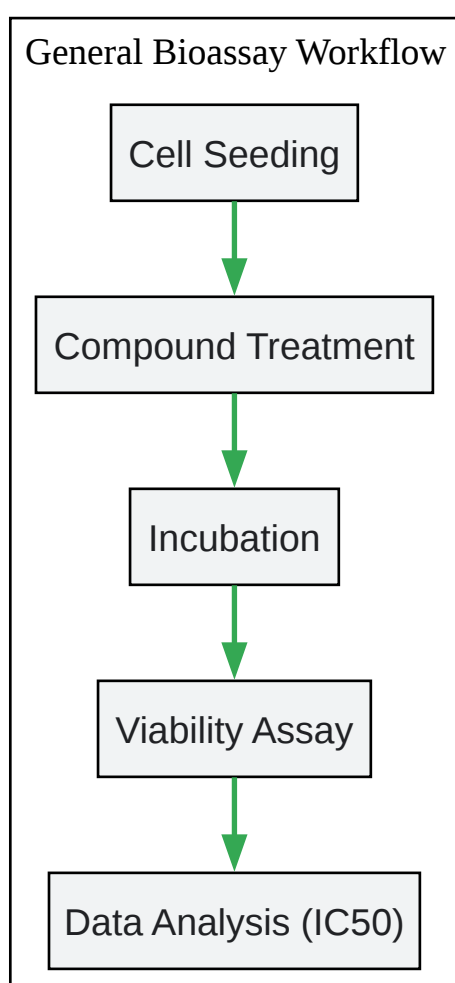 General Bioassay Workflow
Cell Seeding
Compound Treatment
Incubation
Viability Assay
Data Analysis (IC50)